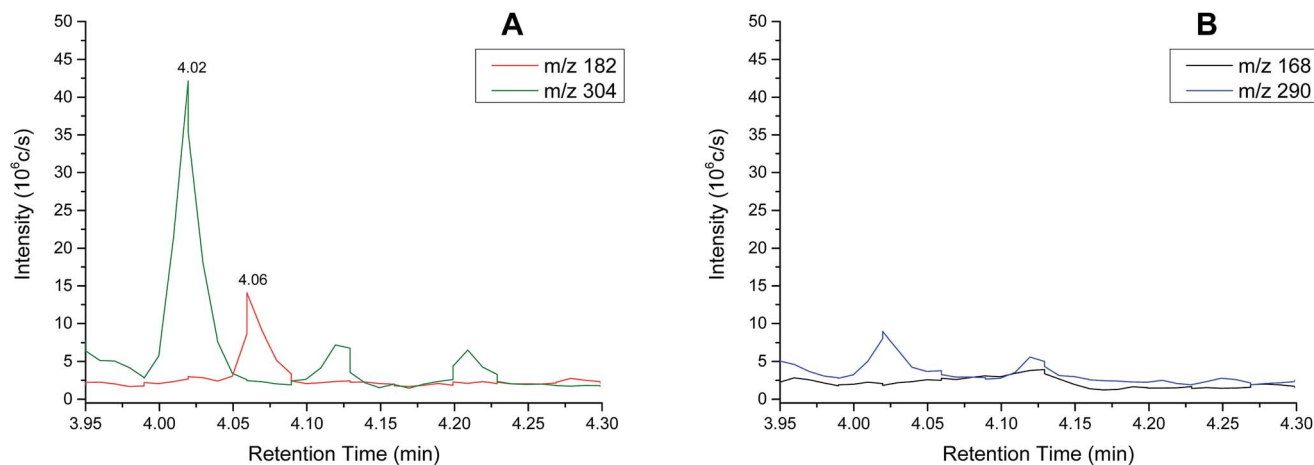 A
50
45
40
35
30
25
20
15
10
5
0
Intensity (10⁶c/s)
4.02
4.06
m/z 182
m/z 304
3.95 4.00 4.05 4.10 4.15 4.20 4.25 4.30
Retention Time (min)
B
50
45
40
35
30
25
20
15
10
5
0
Intensity (10⁶c/s)
m/z 168
m/z 290
3.95 4.00 4.05 4.10 4.15 4.20 4.25 4.30
Retention Time (min)